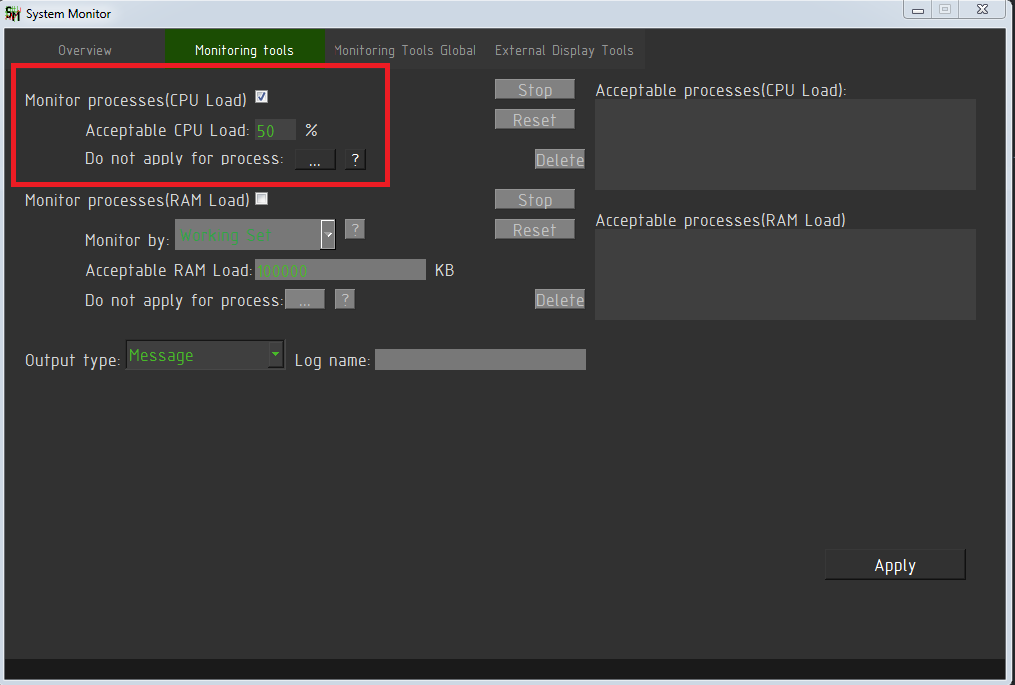 System Monitor
Overview Monitoring tools Monitoring Tools Global External Display Tools
Monitor processes(CPU Load) Stop Acceptable processes(CPU Load):
Acceptable CPU Load: 50 % Reset
Do not apply for process: ... ? Delete
Monitor processes(RAM Load) Stop Acceptable processes(RAM Load)
Monitor by: Working Set ? Reset
Acceptable RAM Load: 100000 KB
Do not apply for process: ... ? Delete
Output type: Message Log name:
Apply